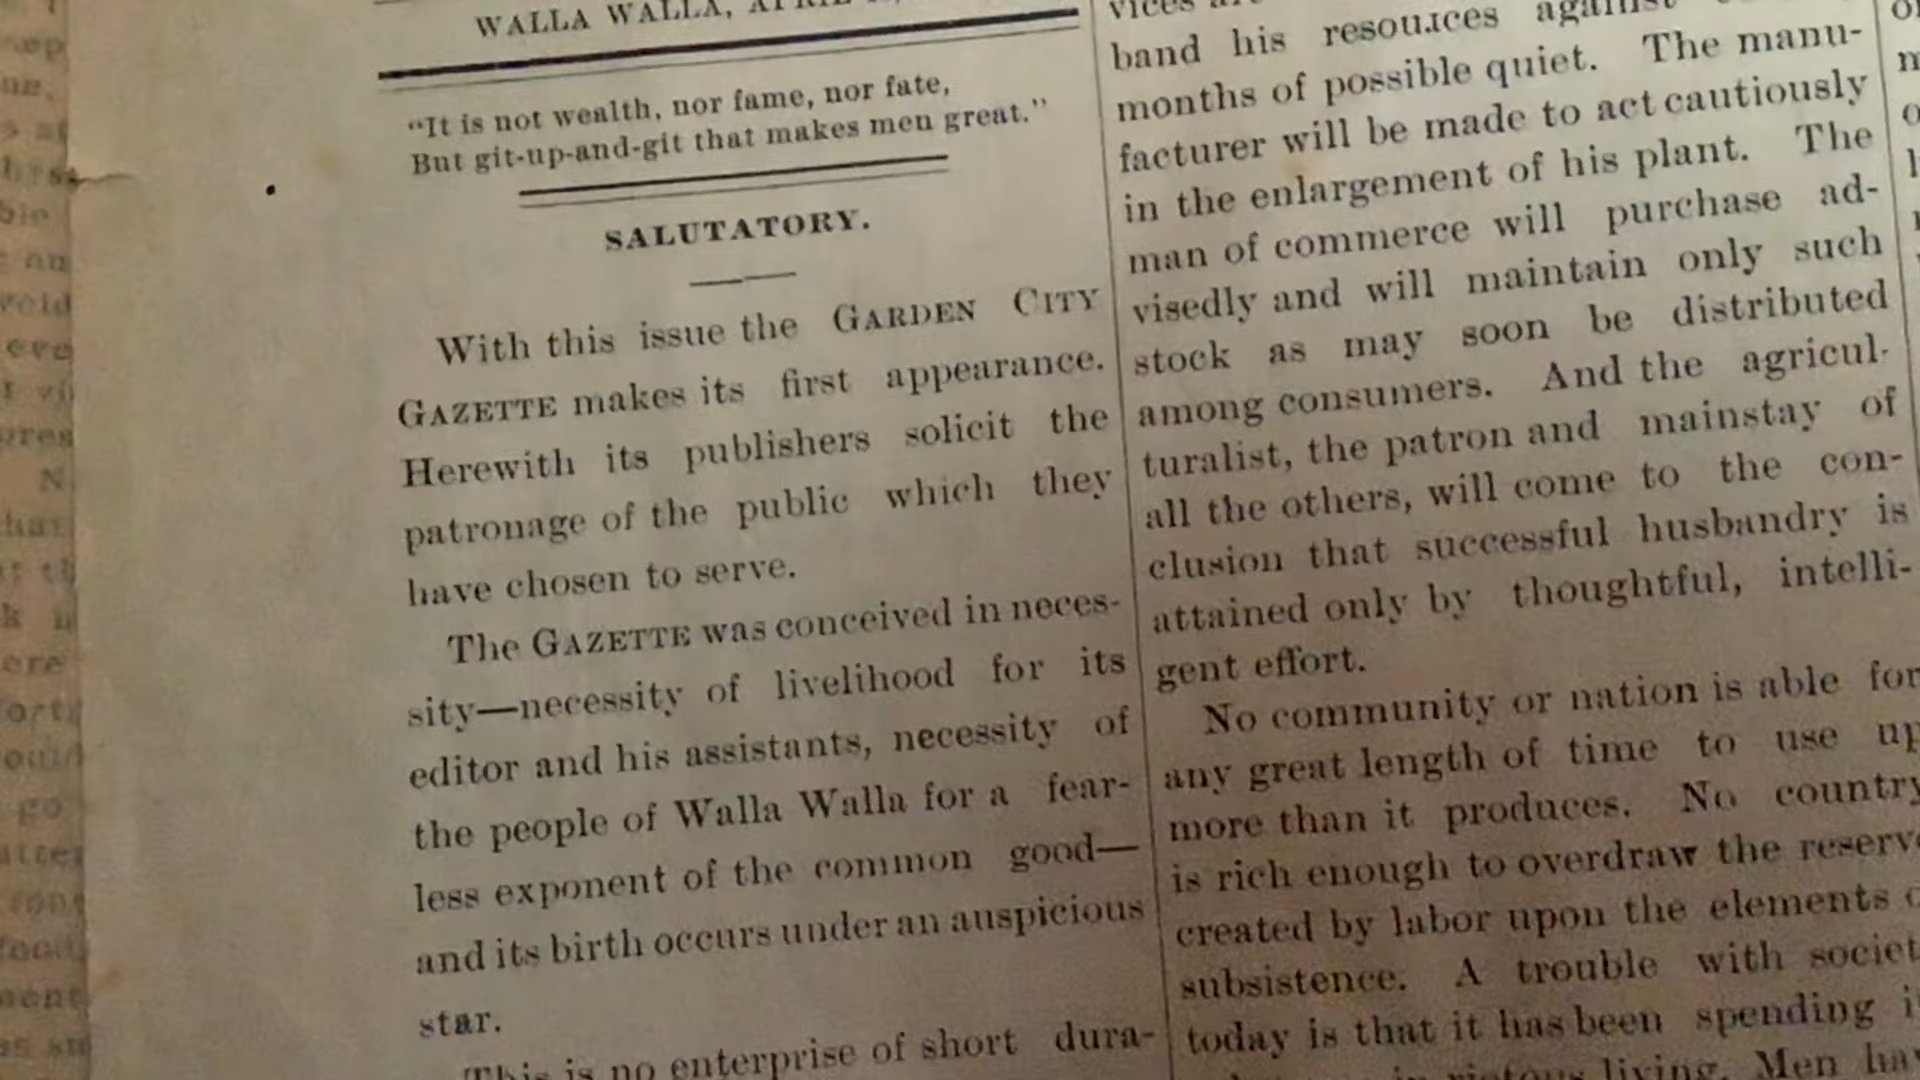 WALLA WALLA, APRIL
"It is not wealth, nor fame, nor fate,
But git-up-and-git that makes men great."
SALUTATORY.
With this issue the GARDEN CITY
GAZETTE makes its first appearance.
Herewith its publishers solicit the
patronage of the public which they
have chosen to serve.
The GAZETTE was conceived in neces-
sity—necessity of livelihood for its
editor and his assistants, necessity of
the people of Walla Walla for a fear-
less exponent of the common good—
and its birth occurs under an auspicious
star.
This is no enterprise of short dura-
band his resources against
months of possible quiet. The manu-
facturer will be made to act cautiously
in the enlargement of his plant. The
man of commerce will purchase ad-
visedly and will maintain only such
stock as may soon be distributed
among consumers. And the agricul-
turalist, the patron and mainstay of
all the others, will come to the con-
clusion that successful husbandry is
attained only by thoughtful, intelli-
gent effort.
No community or nation is able for
any great length of time to use up
more than it produces. No country
is rich enough to overdraw the reserve
created by labor upon the elements
subsistence. A trouble with
today is that it has been spending
living. Men